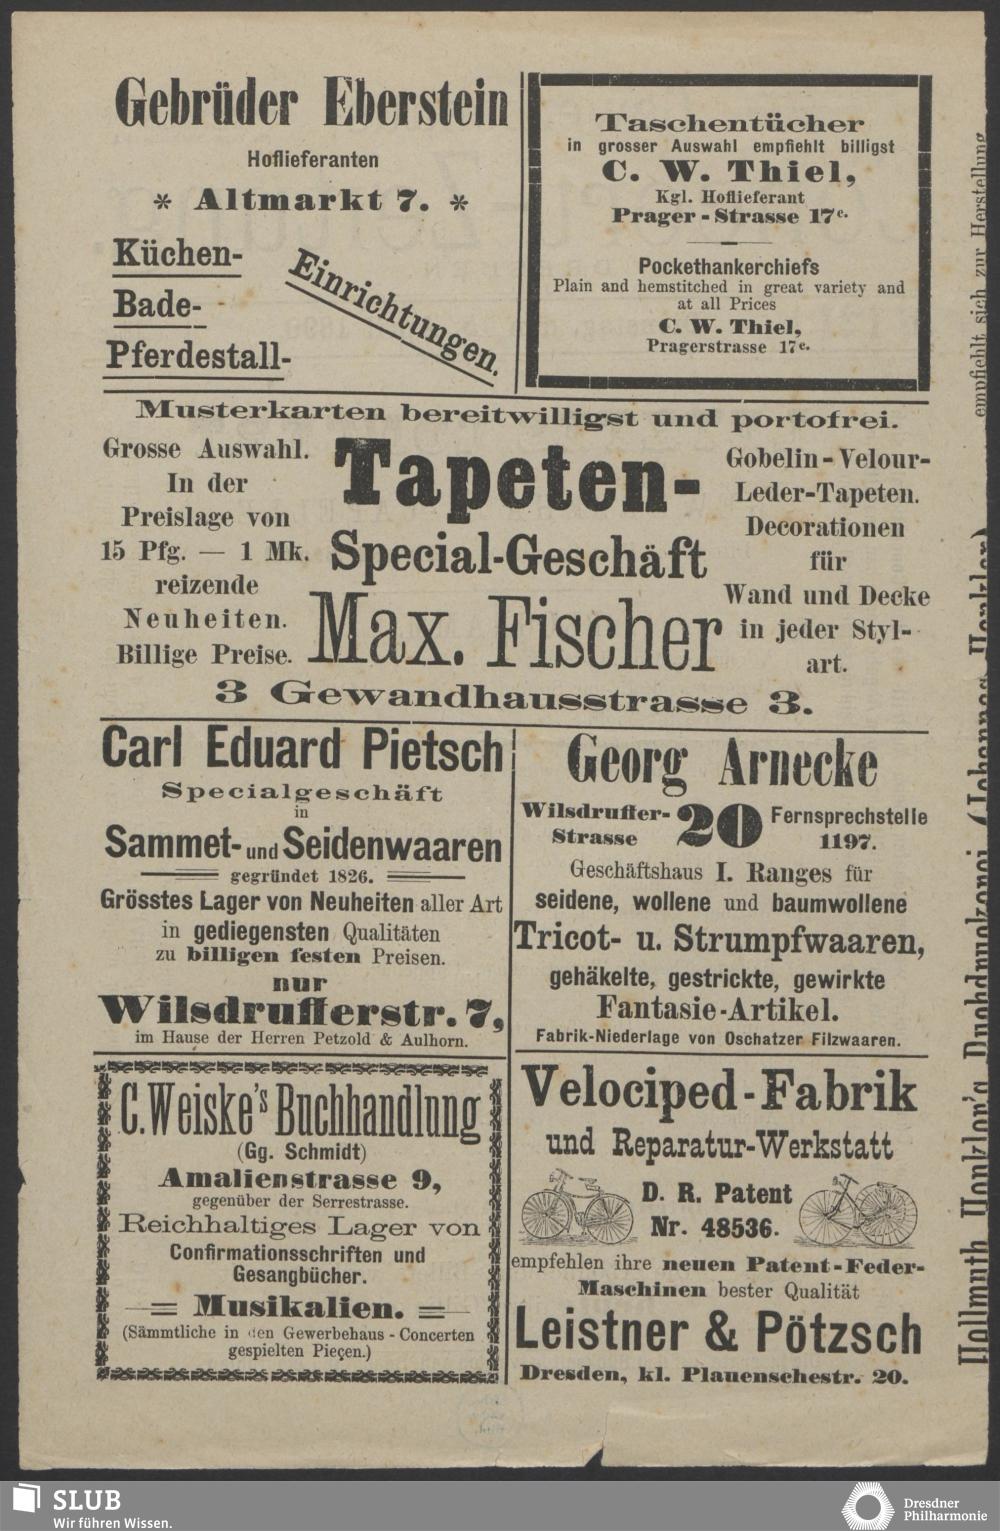 Gebrüder Eberstein
Hoflieferanten
* Altmarkt 7. *
Küchen-
Bade-
Pferdestall-
Einrichtungen.
Taschentücher
in grosser Auswahl empfiehlt billigst
C. W. Thiel,
Kgl. Hoflieferant
Prager - Strasse 17e.
Pockethankerchiefs
Plain and hemstitched in great variety and
at all Prices
C. W. Thiel,
Pragerstrasse 17e.
Musterkarten bereitwilligst und portofrei.
Grosse Auswahl.
In der
Preislage von
15 Pfg. — 1 Mk.
reizende
Neuheiten.
Billige Preise.
Tapeten-
Special-Geschäft
Max. Fischer
Gobelin - Velour-
Leder-Tapeten.
Decorationen
für
Wand und Decke
in jeder Styl-
art.
3 Gewandhausstrasse 3.
Carl Eduard Pietsch
Specialgeschäft
in
Sammet- und Seidenwaaren
gegründet 1826.
Grösstes Lager von Neuheiten aller Art
in gediegensten Qualitäten
zu billigen festen Preisen.
nur
Wilsdrufferstr. 7,
im Hause der Herren Petzold & Aulhorn.
Georg Arnecke
Wilsdruffer-
Strasse
20
Fernsprechstelle
1197.
Geschäftshaus I. Ranges für
seidene, wollene und baumwollene
Tricot- u. Strumpfwaaren,
gehäkelte, gestrickte, gewirkte
Fantasie-Artikel.
Fabrik-Niederlage von Oschatzer Filzwaaren.
C. Weiske's Buchhandlung
(Gg. Schmidt)
Amalienstrasse 9,
gegenüber der Serrestrasse.
Reichhaltiges Lager von
Confirmationsschriften und
Gesangbücher.
Musikalien.
(Sämmtliche in den Gewerbehaus - Concerten
gespielten Pieçen.)
Velociped-Fabrik
und Reparatur-Werkstatt
D. R. Patent
Nr. 48536.
empfehlen ihre neuen Patent-Feder-
Maschinen bester Qualität
Leistner & Pötzsch
Dresden, kl. Plauenschestr. 20.
empfiehlt sich zur Herstellung
SLUB
Wir führen Wissen.
Dresdner
Philharmonie